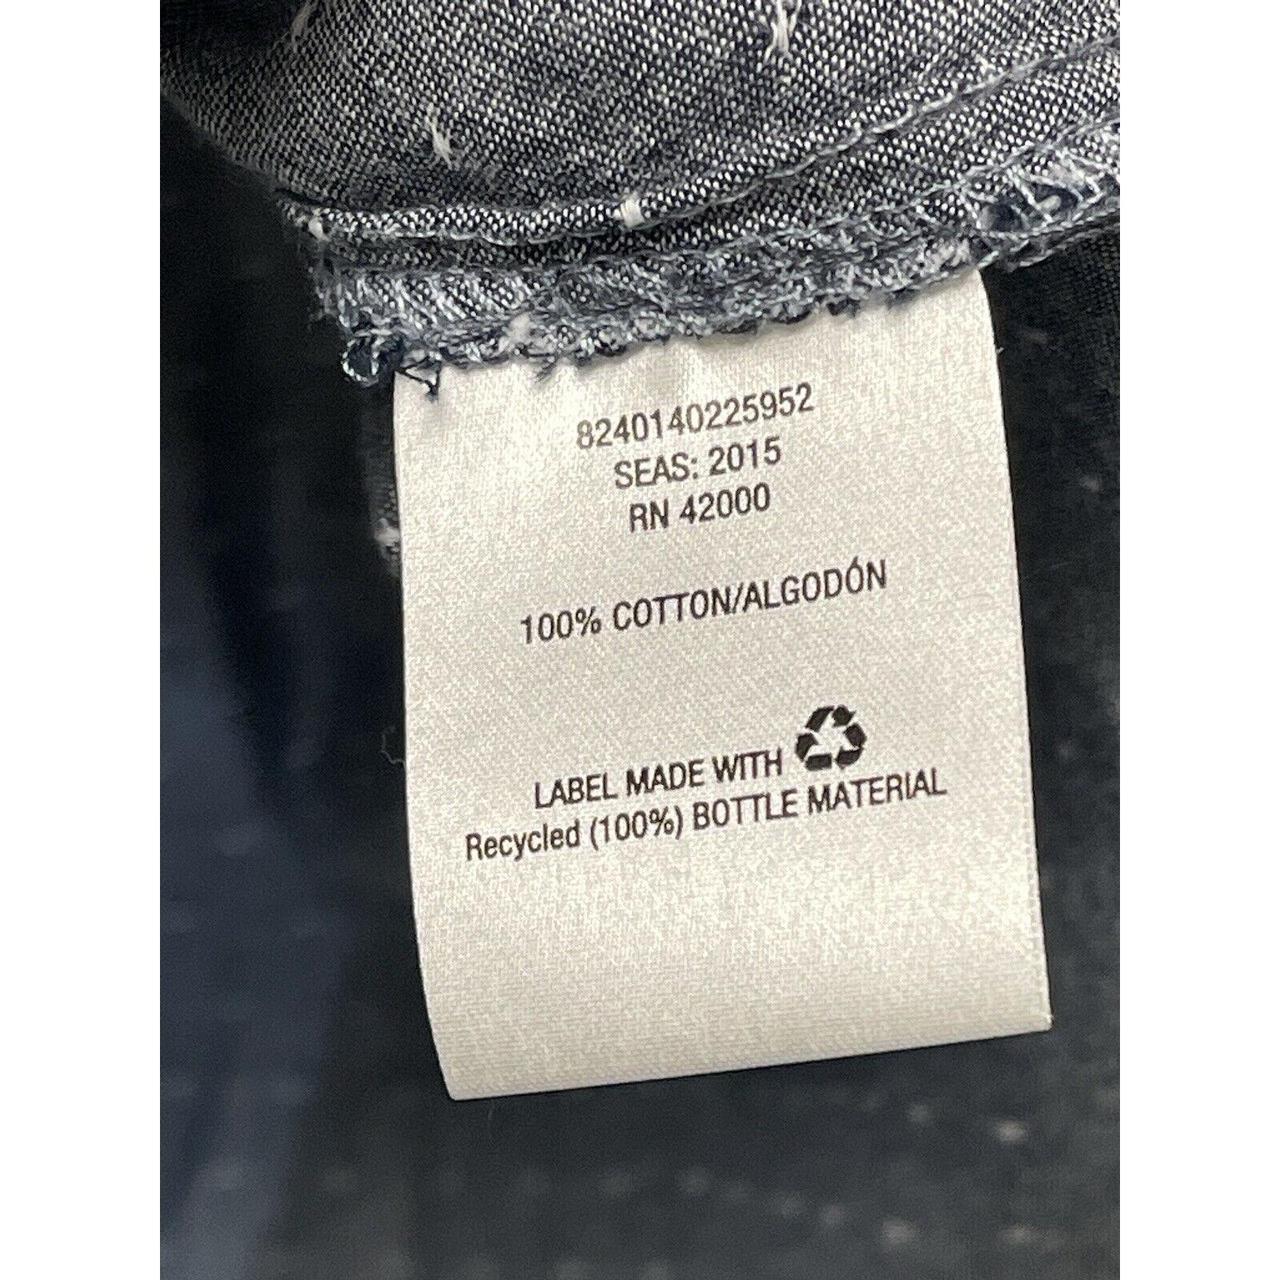 8240140225952
SEAS: 2015
RN 42000
100% COTTON/ALGODÓN
LABEL MADE WITH
Recycled (100%) BOTTLE MATERIAL